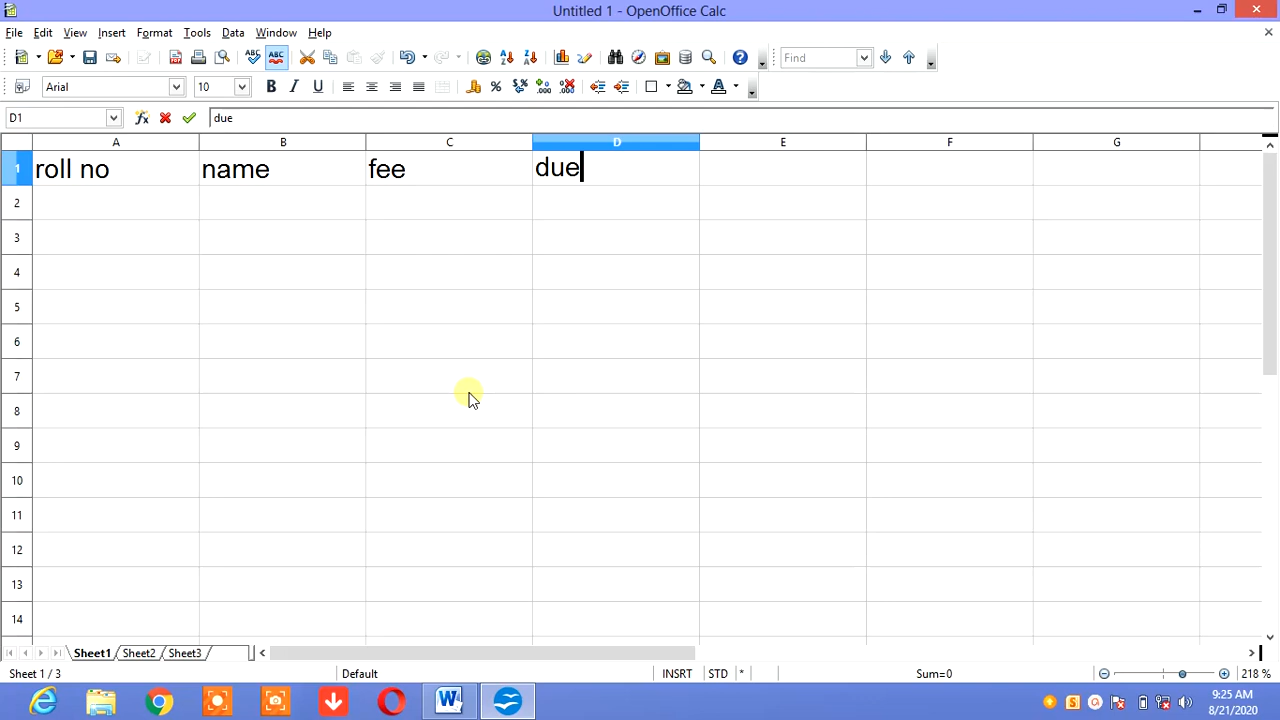 Untitled 1 - OpenOffice Calc
File Edit View Insert Format Tools Data Window Help
ABC ABC Find
Arial 10 B I U A
D1 due
A B C D E F G
1 roll no name fee due
2
3
4
5
6
7
8
9
10
11
12
13
14
Sheet1 Sheet2 Sheet3
Sheet 1 / 3 Default INSRT STD * Sum=0 218 %
9:25 AM
8/21/2020